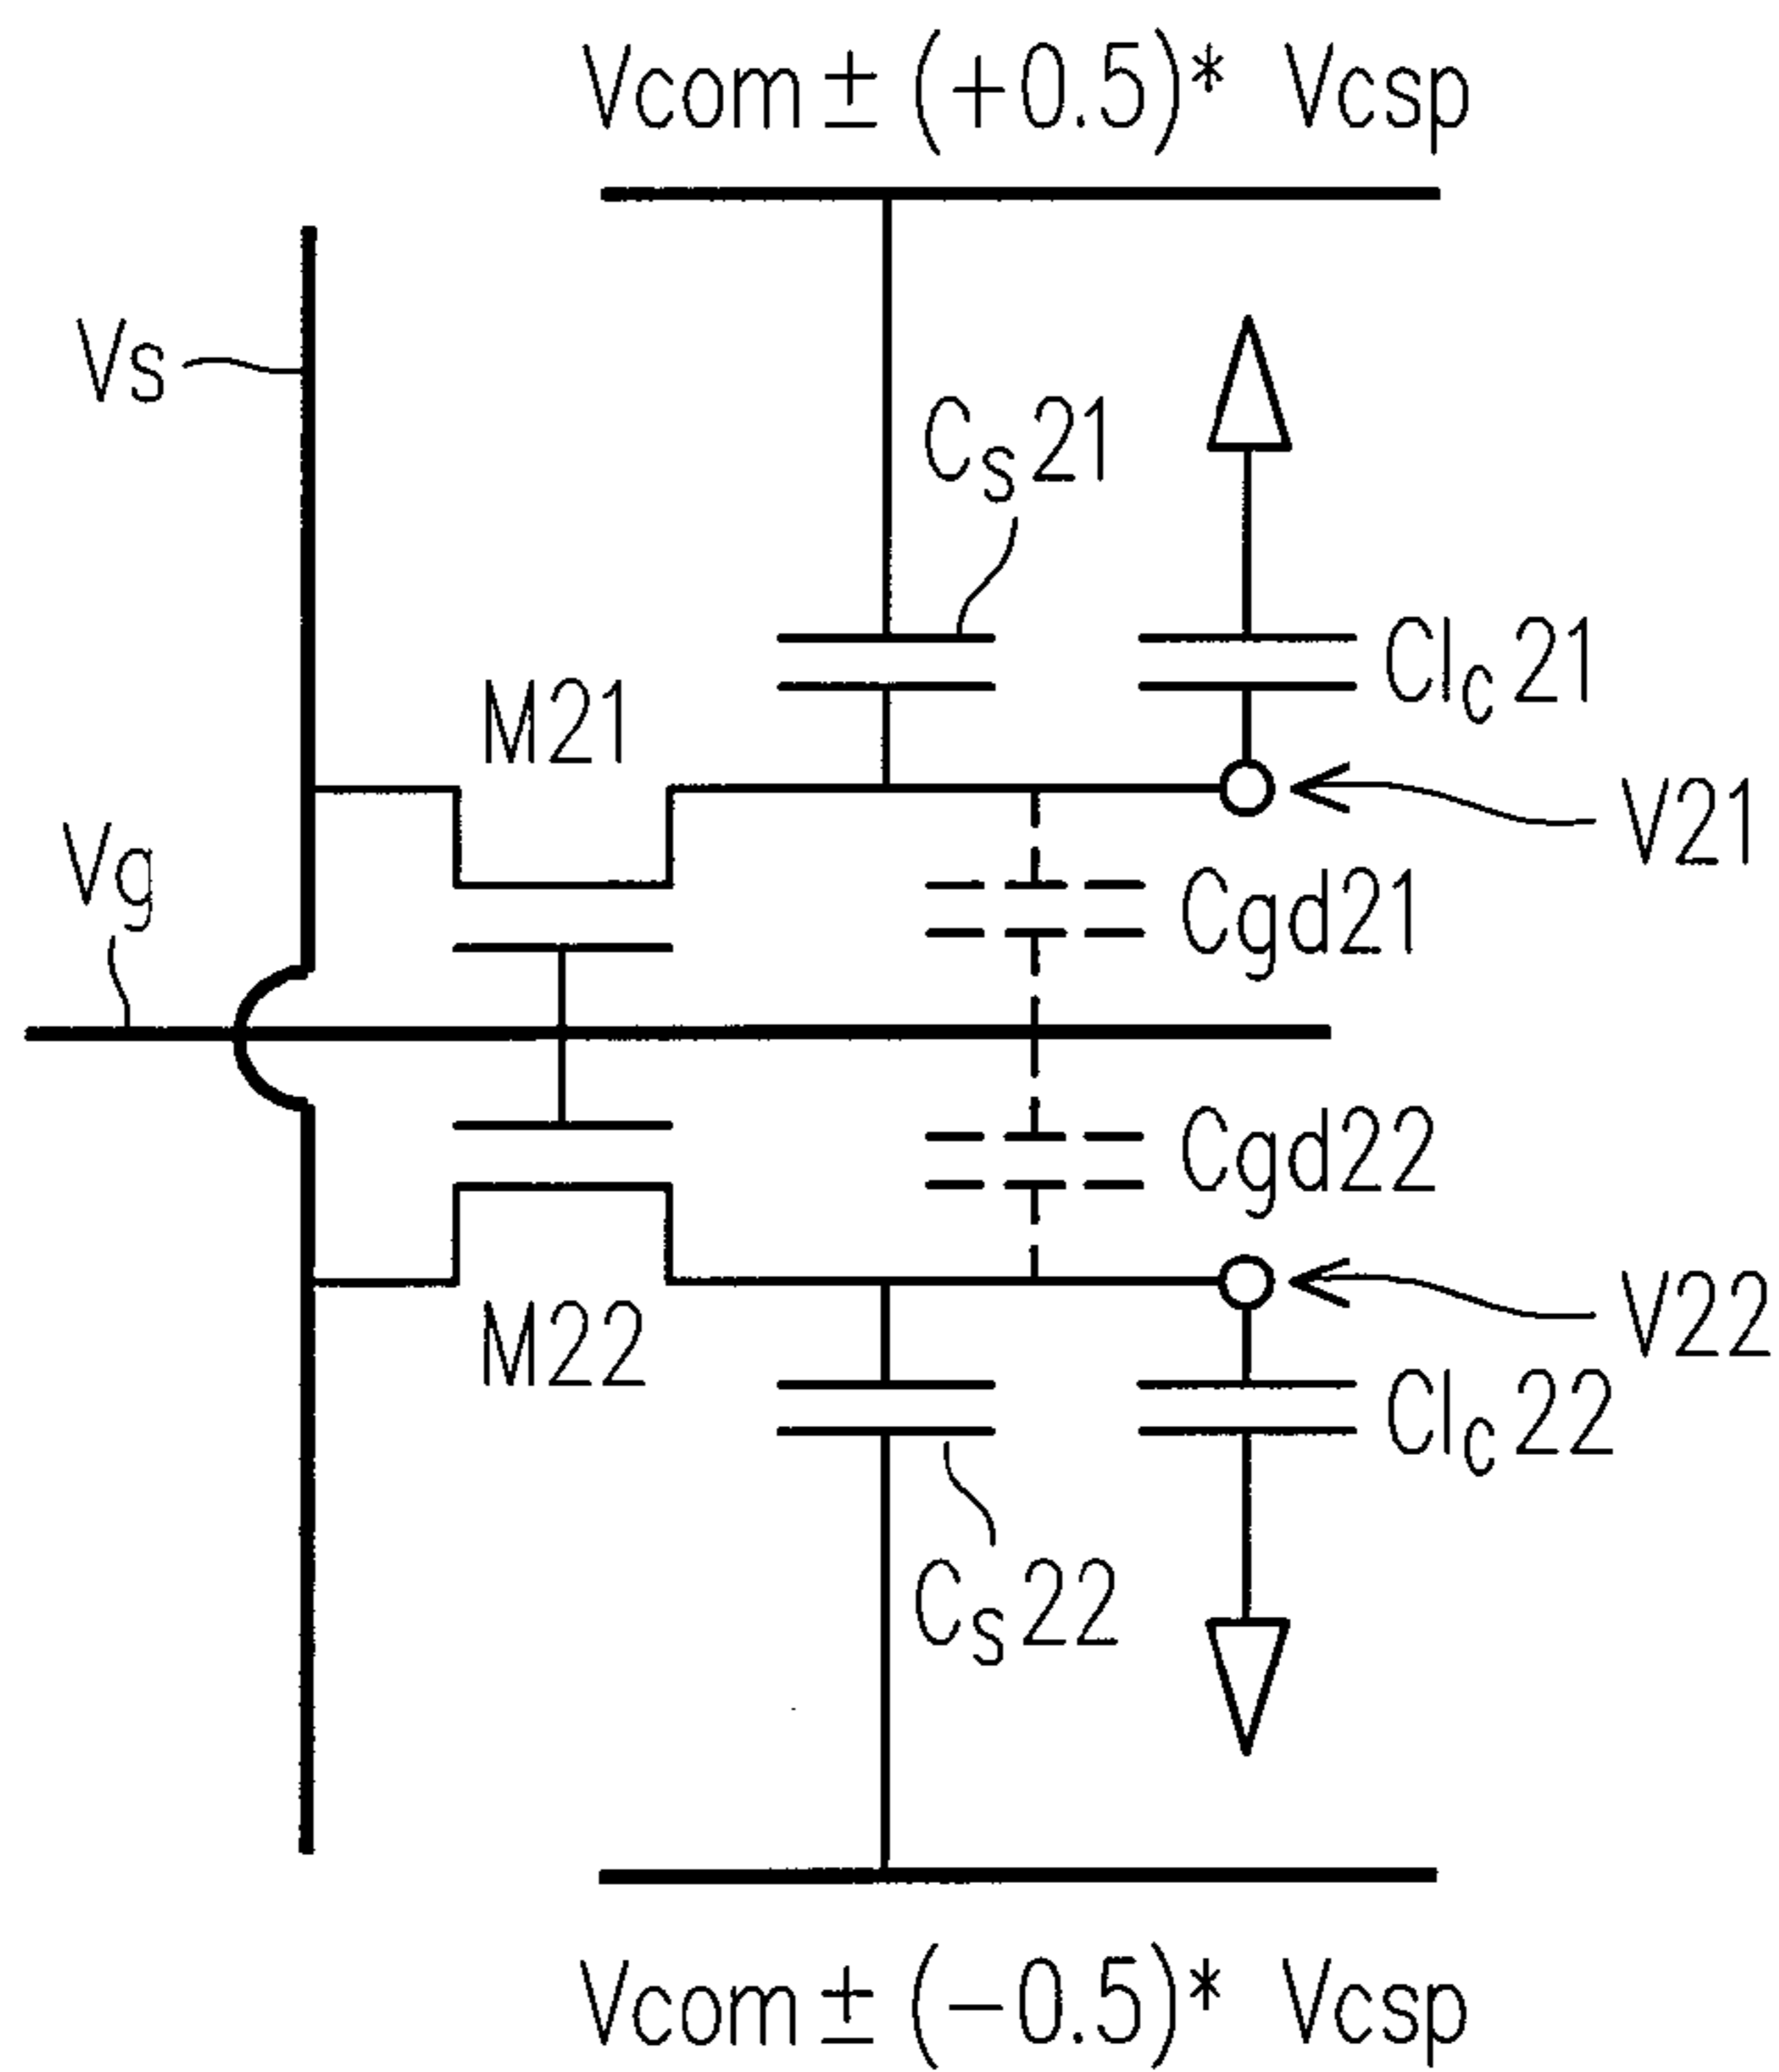 Vcom±(+0.5)* Vcsp
Vs
Cs21
Clc21
M21
V21
Vg
Cgd21
Cgd22
V22
M22
Clc22
Cs22
Vcom±(−0.5)* Vcsp